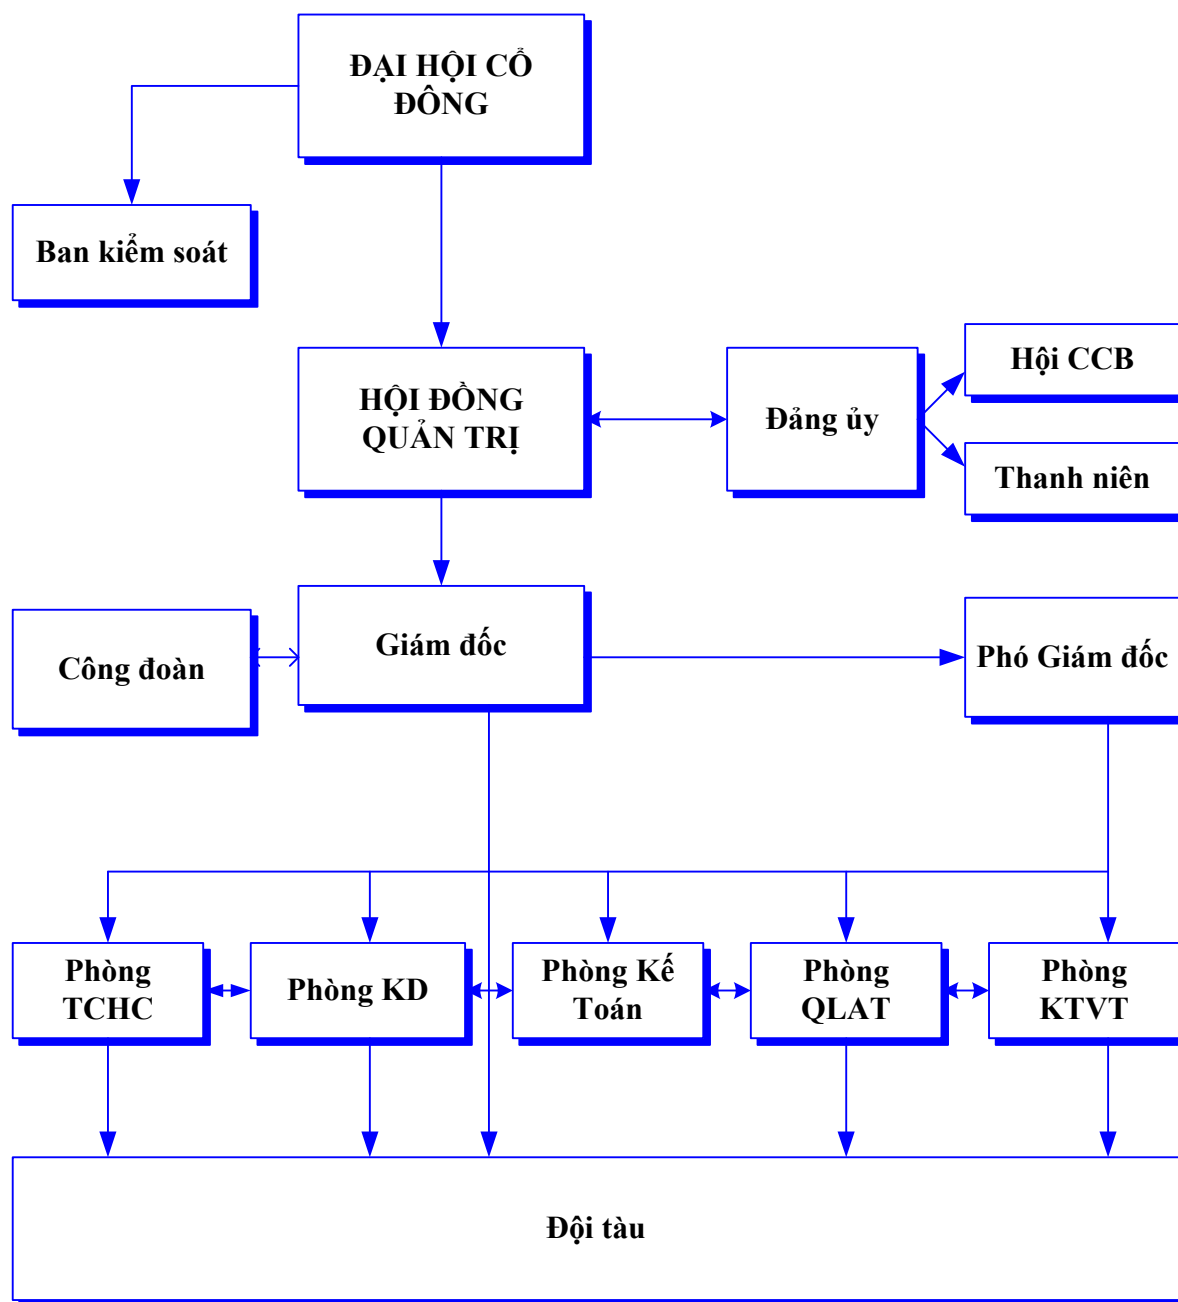 ĐẠI HỘI CỔ
ĐÔNG
Ban kiểm soát
HỘI ĐỒNG
QUẢN TRỊ
Đảng ủy
Hội CCB
Thanh niên
Công đoàn
Giám đốc
Phó Giám đốc
Phòng
TCHC
Phòng KD
Phòng Kế
Toán
Phòng
QLAT
Phòng
KTVT
Đội tàu